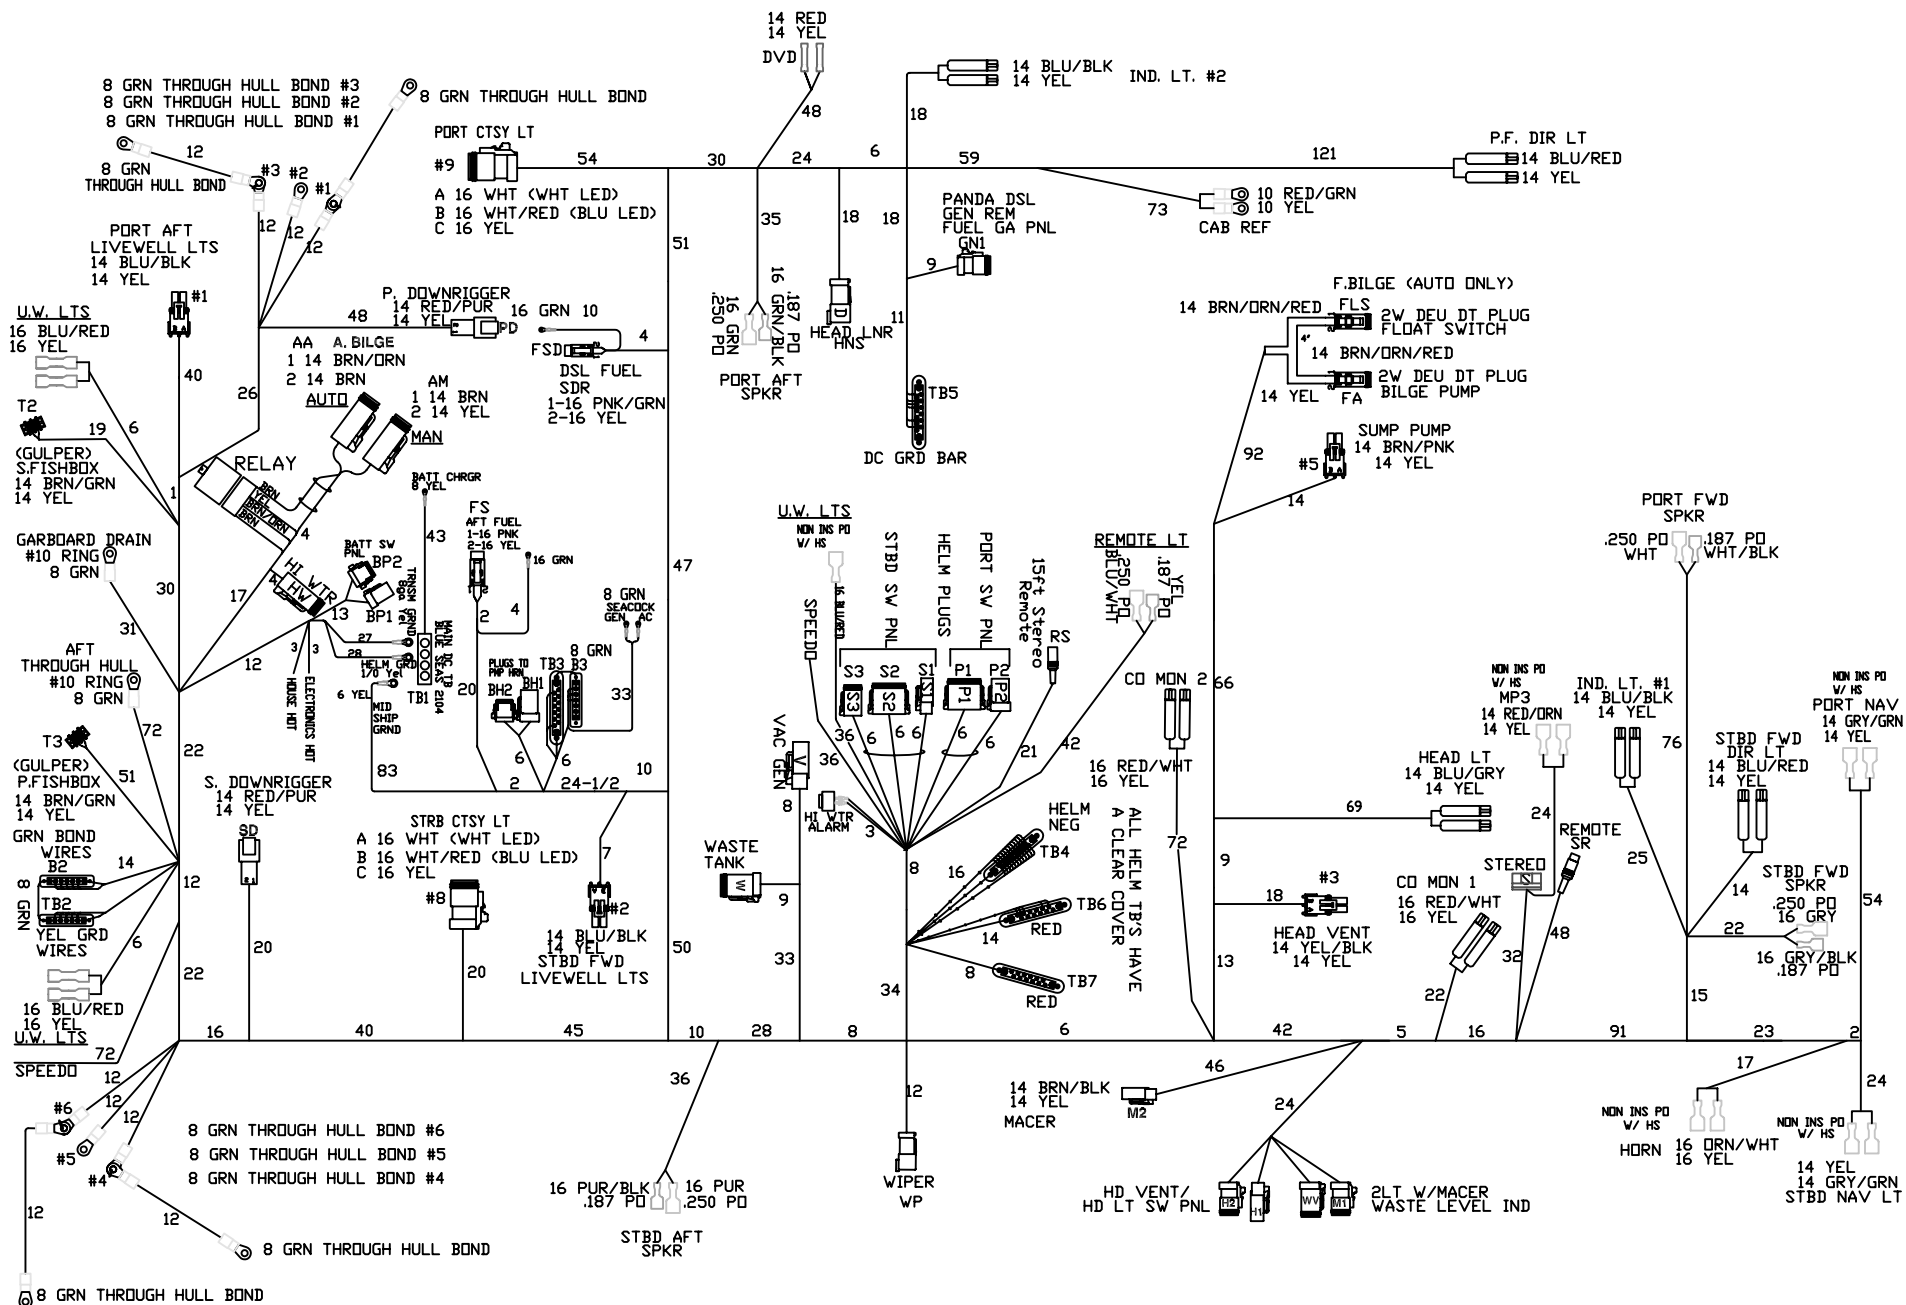 14 RED
14 YEL
DVD
48
8 GRN THROUGH HULL BOND #3
8 GRN THROUGH HULL BOND #2
8 GRN THROUGH HULL BOND #1
8 GRN THROUGH HULL BOND
12
8 GRN
THROUGH HULL BOND
#3
#2
#1
12
12
12
PORT CTSY LT
#9
54
A 16 WHT (WHT LED)
B 16 WHT/RED (BLU LED)
C 16 YEL
30
24
6
59
121
18
14 BLU/BLK
14 YEL
IND. LT. #2
P.F. DIR LT
14 BLU/RED
14 YEL
73
10 RED/GRN
10 YEL
CAB REF
PORT AFT
LIVEWELL LTS
14 BLU/BLK
14 YEL
#1
51
35
18
18
PANDA DSL
GEN REM
FUEL GA PNL
GN1
9
11
U.W. LTS
16 BLU/RED
16 YEL
40
26
48
P. DOWNRIGGER
14 RED/PUR
14 YEL
PD
16 GRN 10
4
FSD
DSL FUEL
SDR
1-16 PNK/GRN
2-16 YEL
16 GRN
.250 PO
.187 PO
16 GRN/BLK
PORT AFT
SPKR
D
HEAD LNR
HNS
TB5
DC GRD BAR
F.BILGE (AUTO ONLY)
14 BRN/ORN/RED
FLS
2W DEU DT PLUG
FLOAT SWITCH
4"
14 BRN/ORN/RED
14 YEL
2W DEU DT PLUG
BILGE PUMP
FA
92
SUMP PUMP
14 BRN/PNK
14 YEL
#5
14
AA A. BILGE
1 14 BRN/ORN
2 14 BRN
AUTO
AM
1 14 BRN
2 14 YEL
MAN
T2
19
6
(GULPER)
S.FISHBOX
14 BRN/GRN
14 YEL
1
RELAY
BRN
YEL
BRN/ORN
BRN
4
GARBOARD DRAIN
#10 RING
8 GRN
31
30
17
4
HI WTR
HW
BATT SW
PNL
BP2
BP1
13
12
3
3
HOUSE HOT
ELECTRONICS HOT
27
28
TRNSM GRND
8ga Yel
HELM GRD
1/0 Yel
6 YEL
MID
SHIP
GRND
BATT CHRGR
8 YEL
43
MAIN DC TB
BLUE SEAS 2104
TB1
FS
AFT FUEL
1-16 PNK
2-16 YEL
16 GRN
2
4
20
8 GRN
SEACOCK
GEN AC
33
PLUGS TO
PMP HRN
BH2
BH1
TB3
B3
8 GRN
6
6
83
2
24-1/2
10
47
AFT
THROUGH HULL
#10 RING
8 GRN
72
22
T3
51
(GULPER)
P.FISHBOX
14 BRN/GRN
14 YEL
GRN BOND
WIRES
B2
14
8 GRN
TB2
YEL GRD
WIRES
12
6
16 BLU/RED
16 YEL
U.W. LTS
22
72
SPEEDO
S. DOWNRIGGER
14 RED/PUR
14 YEL
SD
20
STRB CTSY LT
A 16 WHT (WHT LED)
B 16 WHT/RED (BLU LED)
C 16 YEL
#8
20
7
#2
14 BLU/BLK
14 YEL
STBD FWD
LIVEWELL LTS
50
U.W. LTS
NON INS PO
W/ HS
16 BLU/RED
SPEEDO
STBD SW PNL
HELM PLUGS
PORT SW PNL
15ft Stereo
Remote
RS
S3
S2
S1
P1
P2
S3
S2
S1
P1
P2
36
36
6
6
6
6
6
21
42
REMOTE LT
.250 PO
BLU/WHT
YEL
.187 PO
VAC GEN
V
8
HI WTR
ALARM
3
8
WASTE
TANK
W
9
33
HELM
NEG
TB4
16
TB6
RED
14
TB7
RED
8
34
ALL HELM TB'S HAVE
A CLEAR COVER
CO MON 2
16 RED/WHT
16 YEL
72
66
9
13
HEAD LT
14 BLU/GRY
14 YEL
69
18
#3
HEAD VENT
14 YEL/BLK
14 YEL
NON INS PO
W/ HS
MP3
14 RED/ORN
14 YEL
24
STEREO
REMOTE
SR
32
48
CO MON 1
16 RED/WHT
16 YEL
22
IND. LT. #1
14 BLU/BLK
14 YEL
25
PORT FWD
SPKR
.250 PO
WHT
.187 PO
WHT/BLK
76
STBD FWD
DIR LT
14 BLU/RED
14 YEL
14
STBD FWD
SPKR
.250 PO
16 GRY
22
16 GRY/BLK
.187 PO
15
NON INS PO
W/ HS
PORT NAV
14 GRY/GRN
14 YEL
54
16
40
45
10
28
8
6
42
5
16
91
23
2
12
12
12
#6
#5
#4
8 GRN THROUGH HULL BOND #6
8 GRN THROUGH HULL BOND #5
8 GRN THROUGH HULL BOND #4
12
12
8 GRN THROUGH HULL BOND
8 GRN THROUGH HULL BOND
36
16 PUR/BLK
.187 PO
16 PUR
.250 PO
STBD AFT
SPKR
12
WIPER
WP
14 BRN/BLK
14 YEL
MACER
M2
46
24
HD VENT/
HD LT SW PNL
H2
H1
WV
M1
2LT W/MACER
WASTE LEVEL IND
17
NON INS PO
W/ HS
HORN
16 ORN/WHT
16 YEL
24
NON INS PO
W/ HS
14 YEL
14 GRY/GRN
STBD NAV LT